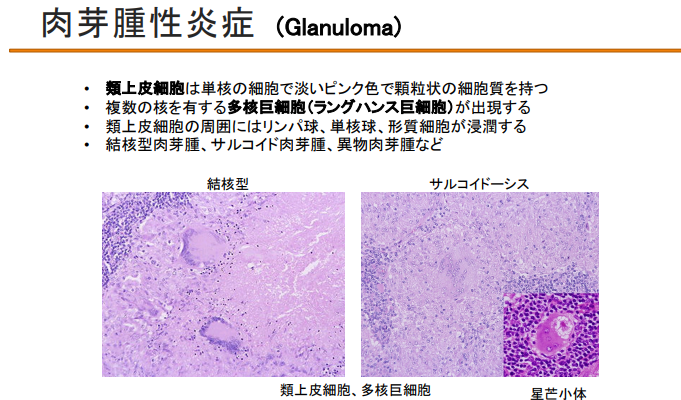 肉芽腫性炎症 (Glanuloma)
• 類上皮細胞は単核の細胞で淡いピンク色で顆粒状の細胞質を持つ
• 複数の核を有する多核巨細胞(ラングハンス巨細胞)が出現する
• 類上皮細胞の周囲にはリンパ球、単核球、形質細胞が浸潤する
• 結核型肉芽腫、サルコイド肉芽腫、異物肉芽腫など
結核型
サルコイドーシス
類上皮細胞、多核巨細胞
星芒小体